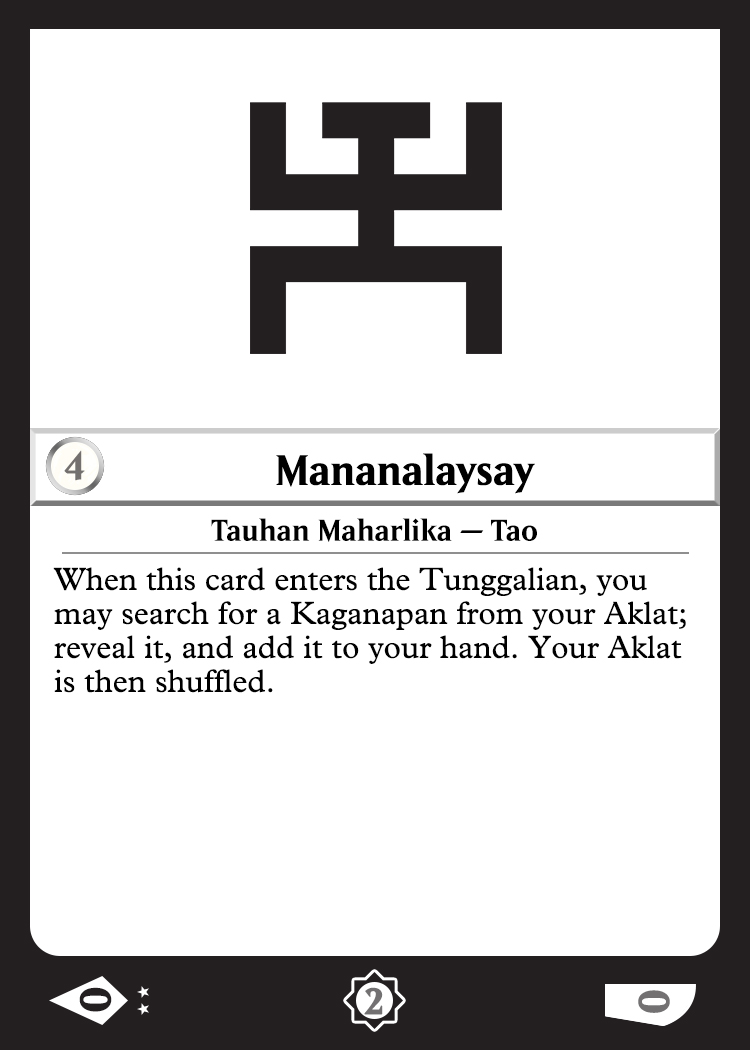 4
Mananalaysay
Tauhan Maharlika — Tao
When this card enters the Tunggalian, you
may search for a Kaganapan from your Aklat;
reveal it, and add it to your hand. Your Aklat
is then shuffled.
0
2
0